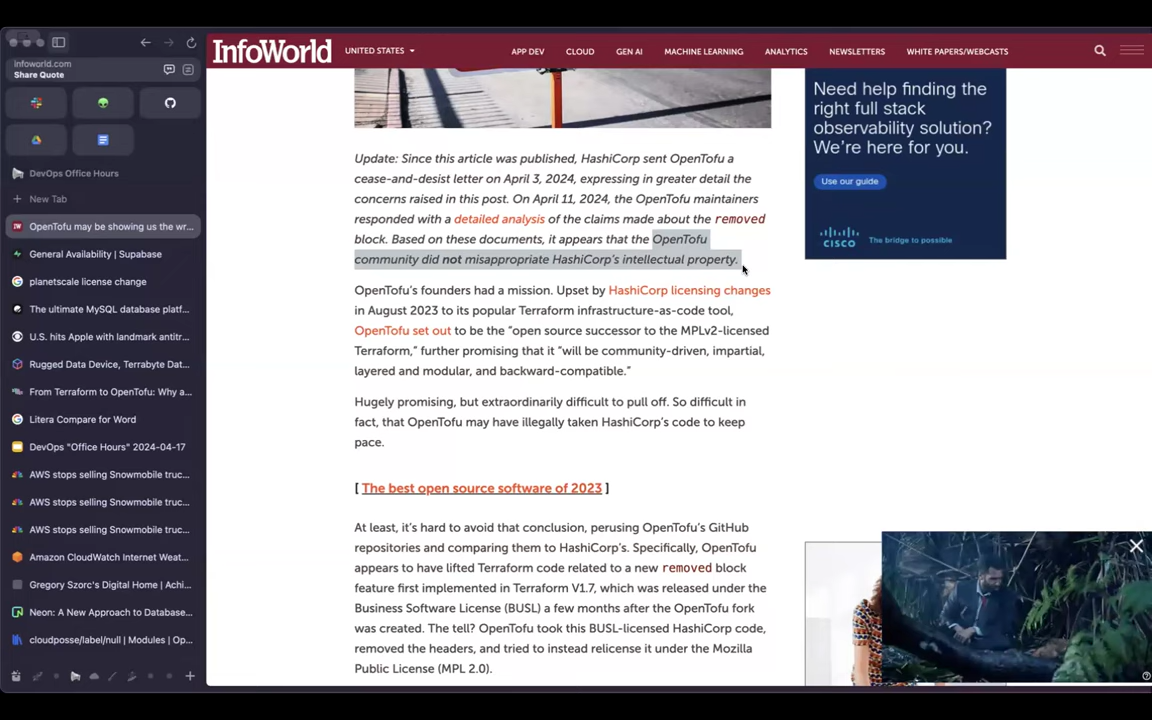 infoworld.com
Share Quote
DevOps Office Hours
New Tab
OpenTofu may be showing us the wr...
General Availability | Supabase
planetscale license change
The ultimate MySQL database platf...
U.S. hits Apple with landmark antitr...
Rugged Data Device, Terrabyte Dat...
From Terraform to OpenTofu: Why a...
Litera Compare for Word
DevOps "Office Hours" 2024-04-17
AWS stops selling Snowmobile truc...
AWS stops selling Snowmobile truc...
AWS stops selling Snowmobile truc...
Amazon CloudWatch Internet Weat...
Gregory Szorc's Digital Home | Achi...
Neon: A New Approach to Database...
cloudposse/label/null | Modules | Op...
InfoWorld
UNITED STATES
APP DEV CLOUD GEN AI MACHINE LEARNING ANALYTICS NEWSLETTERS WHITE PAPERS/WEBCASTS
Update: Since this article was published, HashiCorp sent OpenTofu a
cease-and-desist letter on April 3, 2024, expressing in greater detail the
concerns raised in this post. On April 11, 2024, the OpenTofu maintainers
responded with a detailed analysis of the claims made about the removed
block. Based on these documents, it appears that the OpenTofu
community did not misappropriate HashiCorp's intellectual property.
OpenTofu's founders had a mission. Upset by HashiCorp licensing changes
in August 2023 to its popular Terraform infrastructure-as-code tool,
OpenTofu set out to be the "open source successor to the MPLv2-licensed
Terraform," further promising that it "will be community-driven, impartial,
layered and modular, and backward-compatible."
Hugely promising, but extraordinarily difficult to pull off. So difficult in
fact, that OpenTofu may have illegally taken HashiCorp's code to keep
pace.
[ The best open source software of 2023 ]
At least, it's hard to avoid that conclusion, perusing OpenTofu's GitHub
repositories and comparing them to HashiCorp's. Specifically, OpenTofu
appears to have lifted Terraform code related to a new removed block
feature first implemented in Terraform V1.7, which was released under the
Business Software License (BUSL) a few months after the OpenTofu fork
was created. The tell? OpenTofu took this BUSL-licensed HashiCorp code,
removed the headers, and tried to instead relicense it under the Mozilla
Public License (MPL 2.0).
Need help finding the
right full stack
observability solution?
We're here for you.
Use our guide
CISCO The bridge to possible